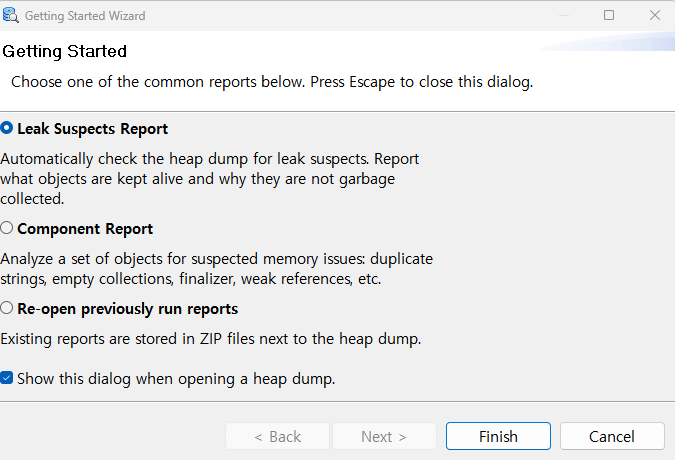 Getting Started Wizard
Getting Started
Choose one of the common reports below. Press Escape to close this dialog.
Leak Suspects Report
Automatically check the heap dump for leak suspects. Report
what objects are kept alive and why they are not garbage
collected.
Component Report
Analyze a set of objects for suspected memory issues: duplicate
strings, empty collections, finalizer, weak references, etc.
Re-open previously run reports
Existing reports are stored in ZIP files next to the heap dump.
Show this dialog when opening a heap dump.
< Back Next > Finish Cancel